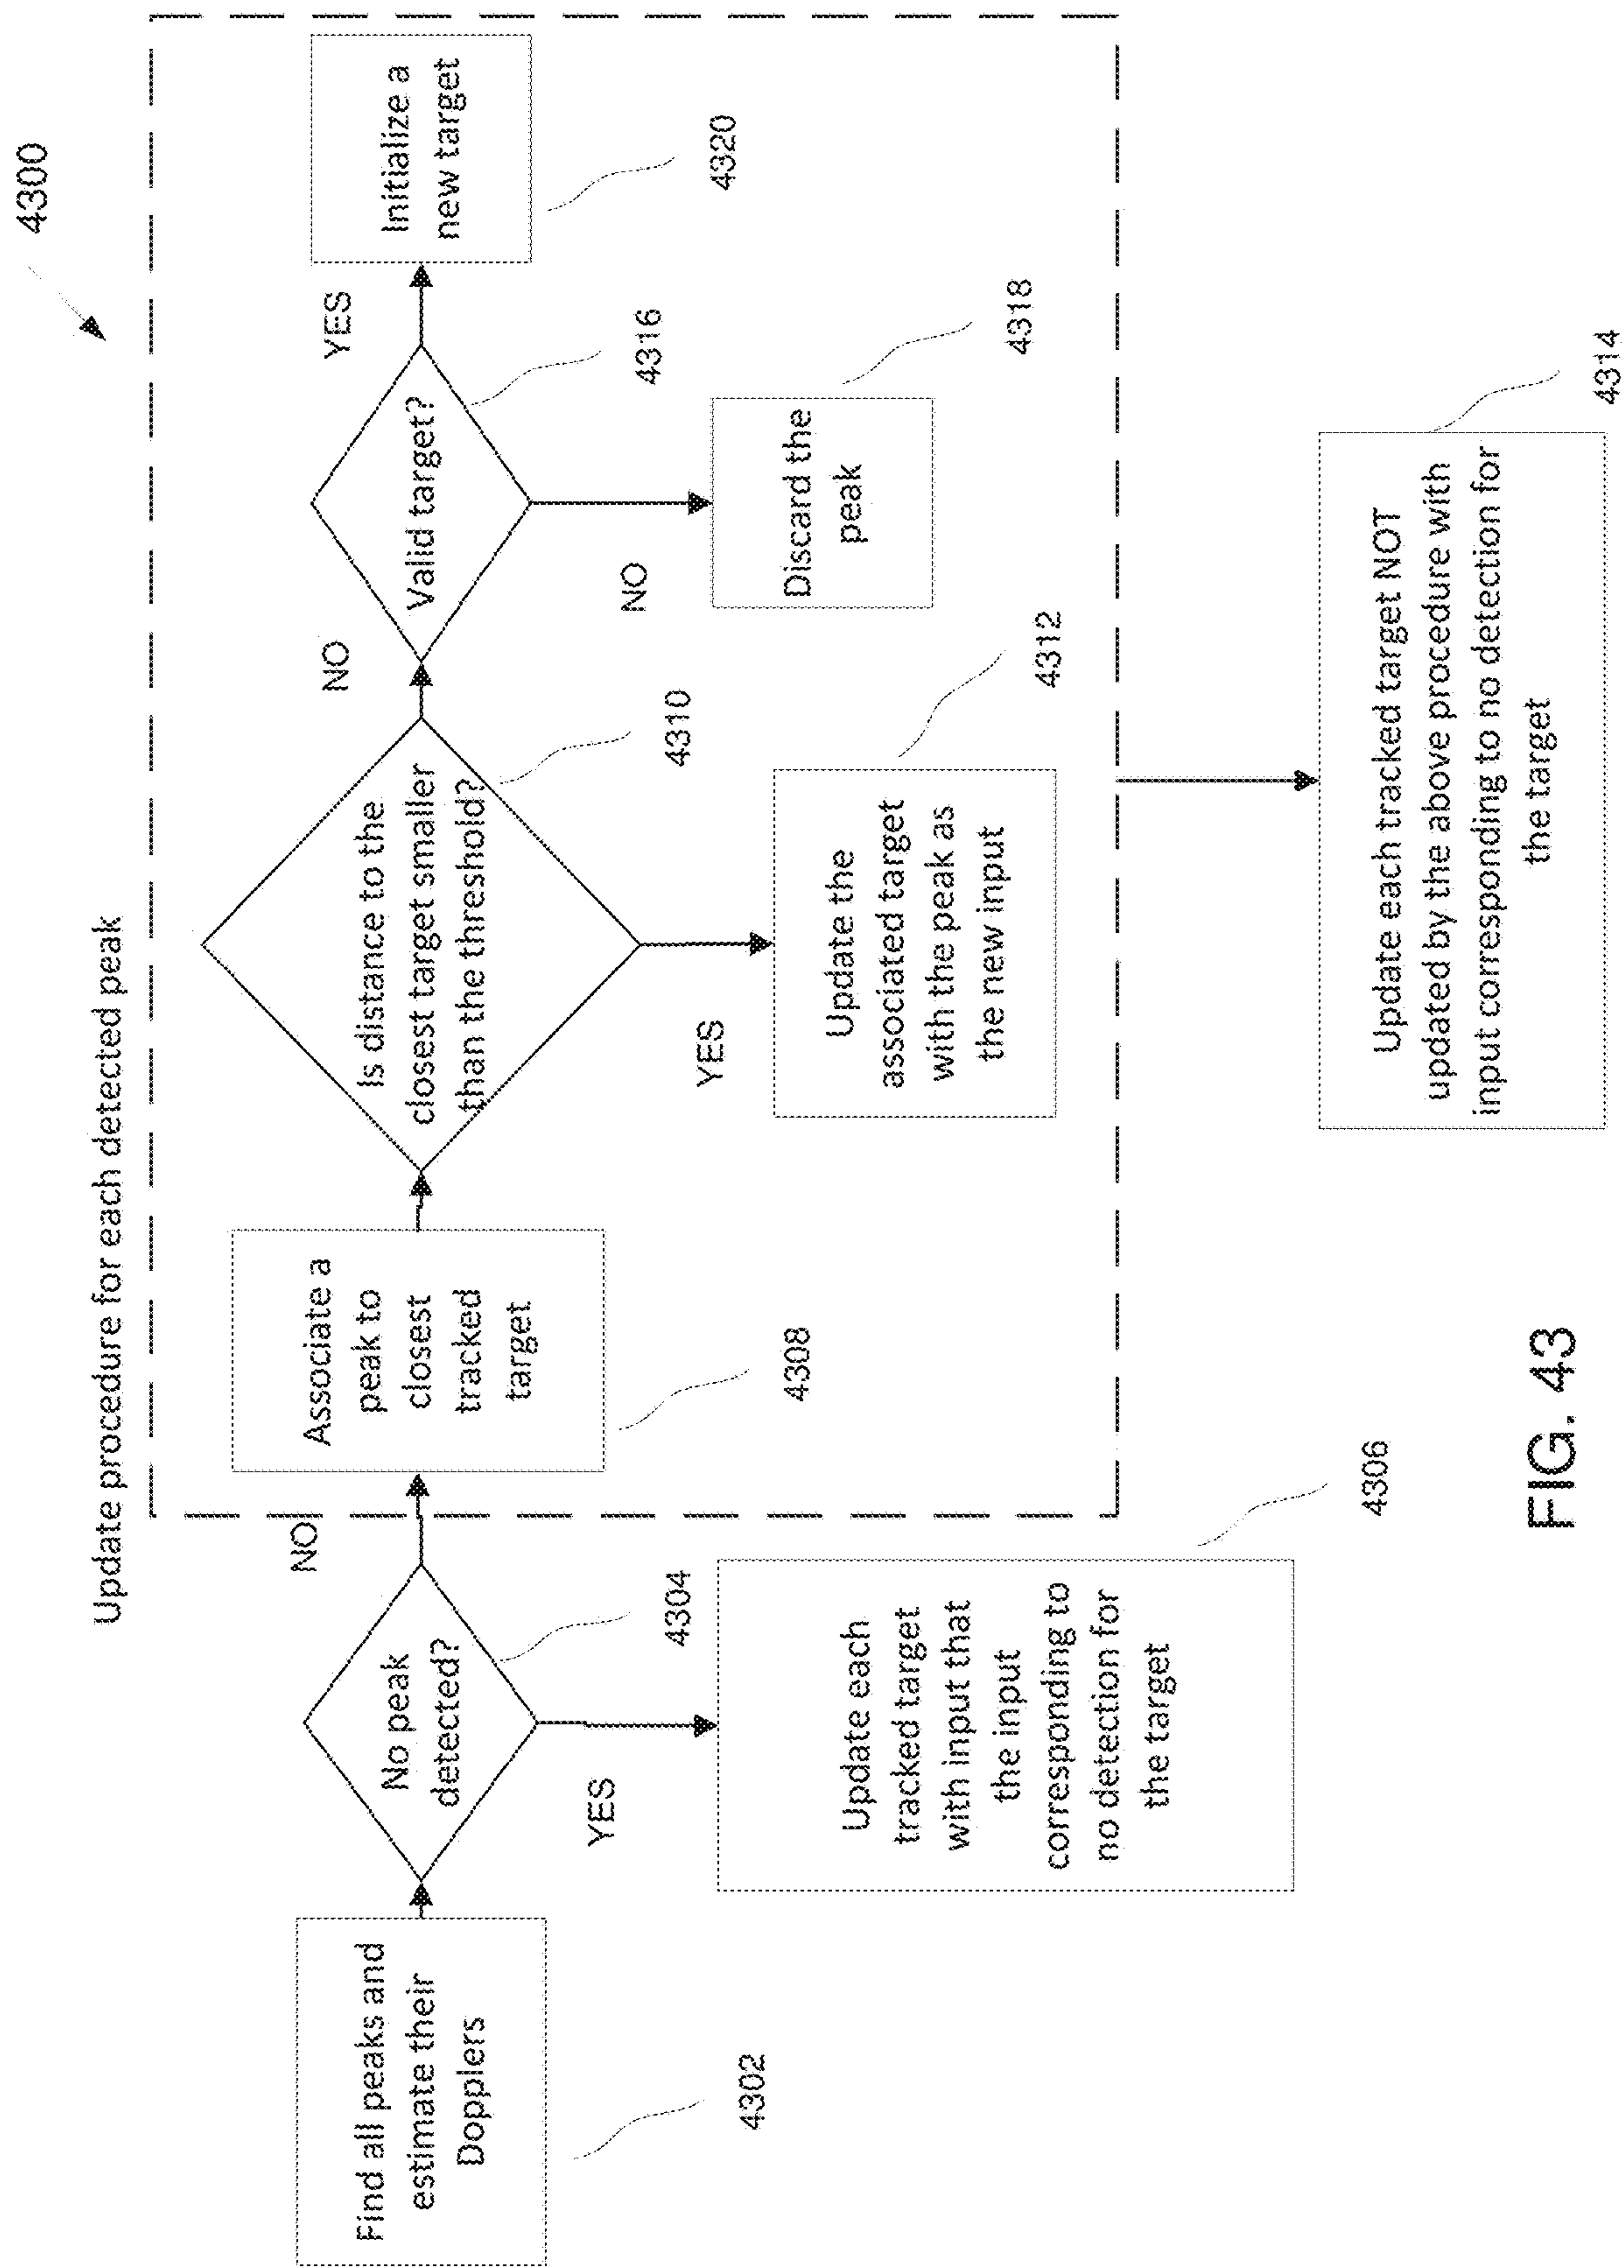 4300
Update procedure for each detected peak
Find all peaks and
estimate their
Dopplers
4302
No peak
detected?
4304
YES
NO
Update each
tracked target
with input that
the input
corresponding to
no detection for
the target
4306
Associate a
peak to
closest
tracked
target
4308
Is distance to the
closest target smaller
than the threshold?
4310
YES
NO
Update the
associated target
with the peak as
the new input
4312
Valid target?
4316
NO
YES
Discard the
peak
4318
Initialize a
new target
4320
Update each tracked target NOT
updated by the above procedure with
input corresponding to no detection for
the target
4314
FIG. 43